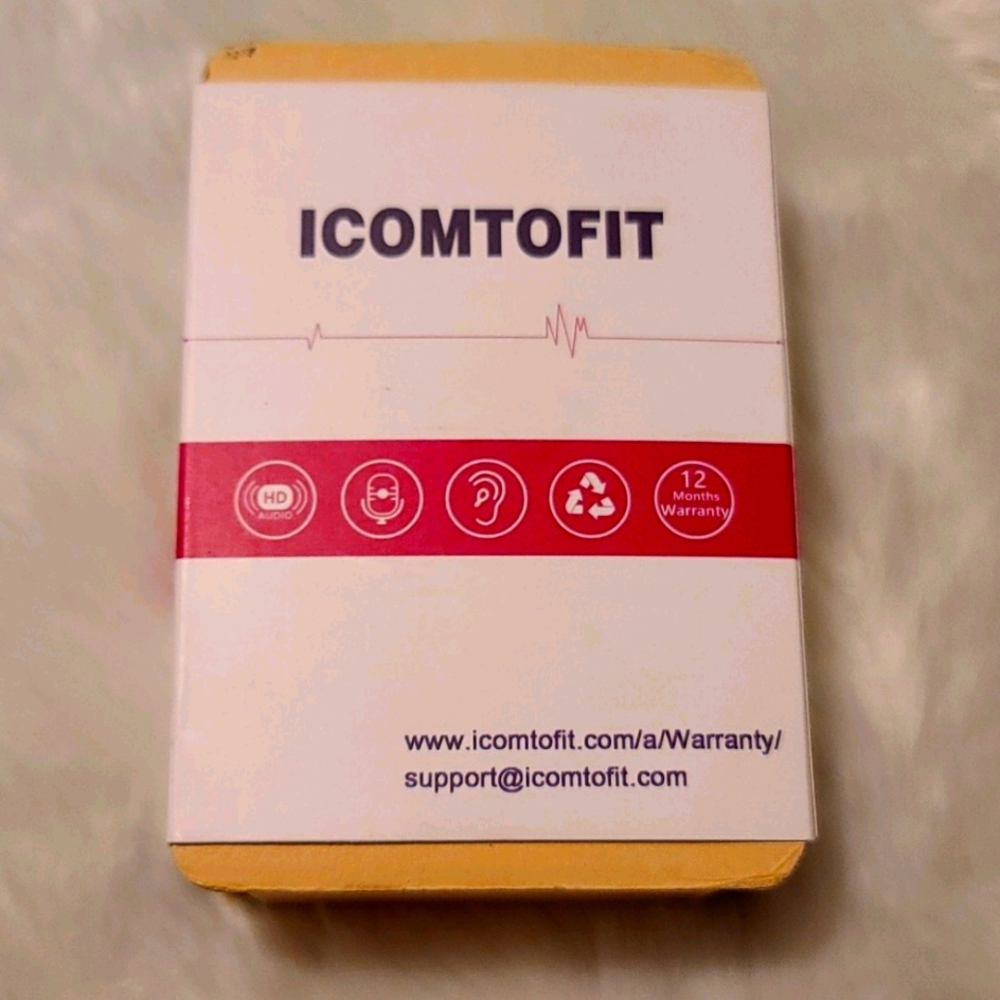 ICOMTOFIT
HD
AUDIO
12
Months
Warranty
www.icomtofit.com/a/Warranty/
support@icomtofit.com